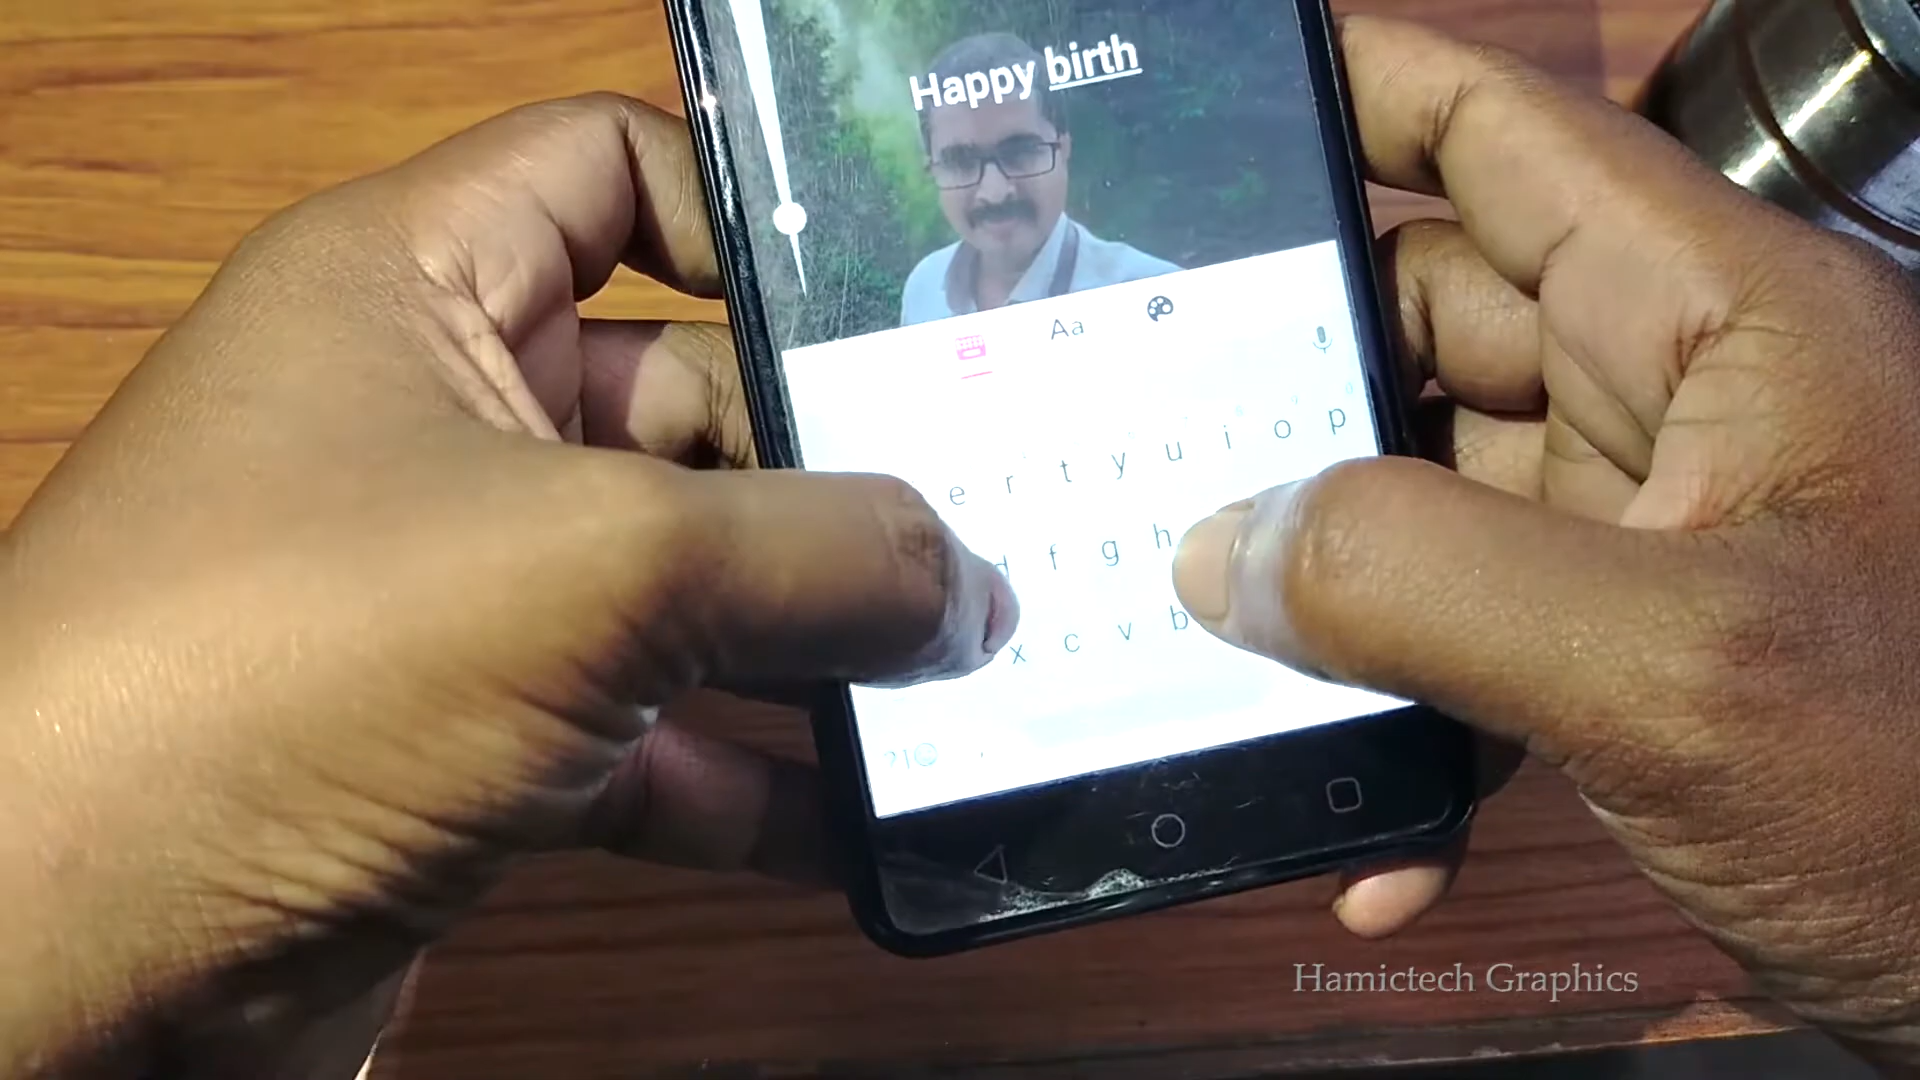 Happy birth
Aa
e r t y u i o p
d f g h
x c v b
Hamictech Graphics